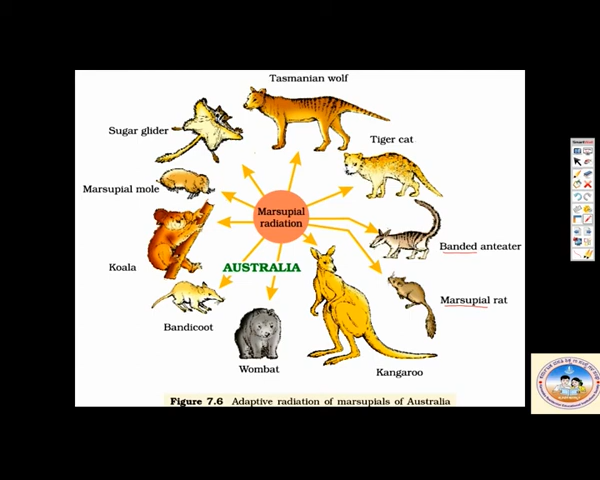 Tasmanian wolf
Sugar glider
Tiger cat
Marsupial mole
Marsupial
radiation
Banded anteater
Koala
AUSTRALIA
Marsupial rat
Bandicoot
Wombat
Kangaroo
Figure 7.6 Adaptive radiation of marsupials of Australia